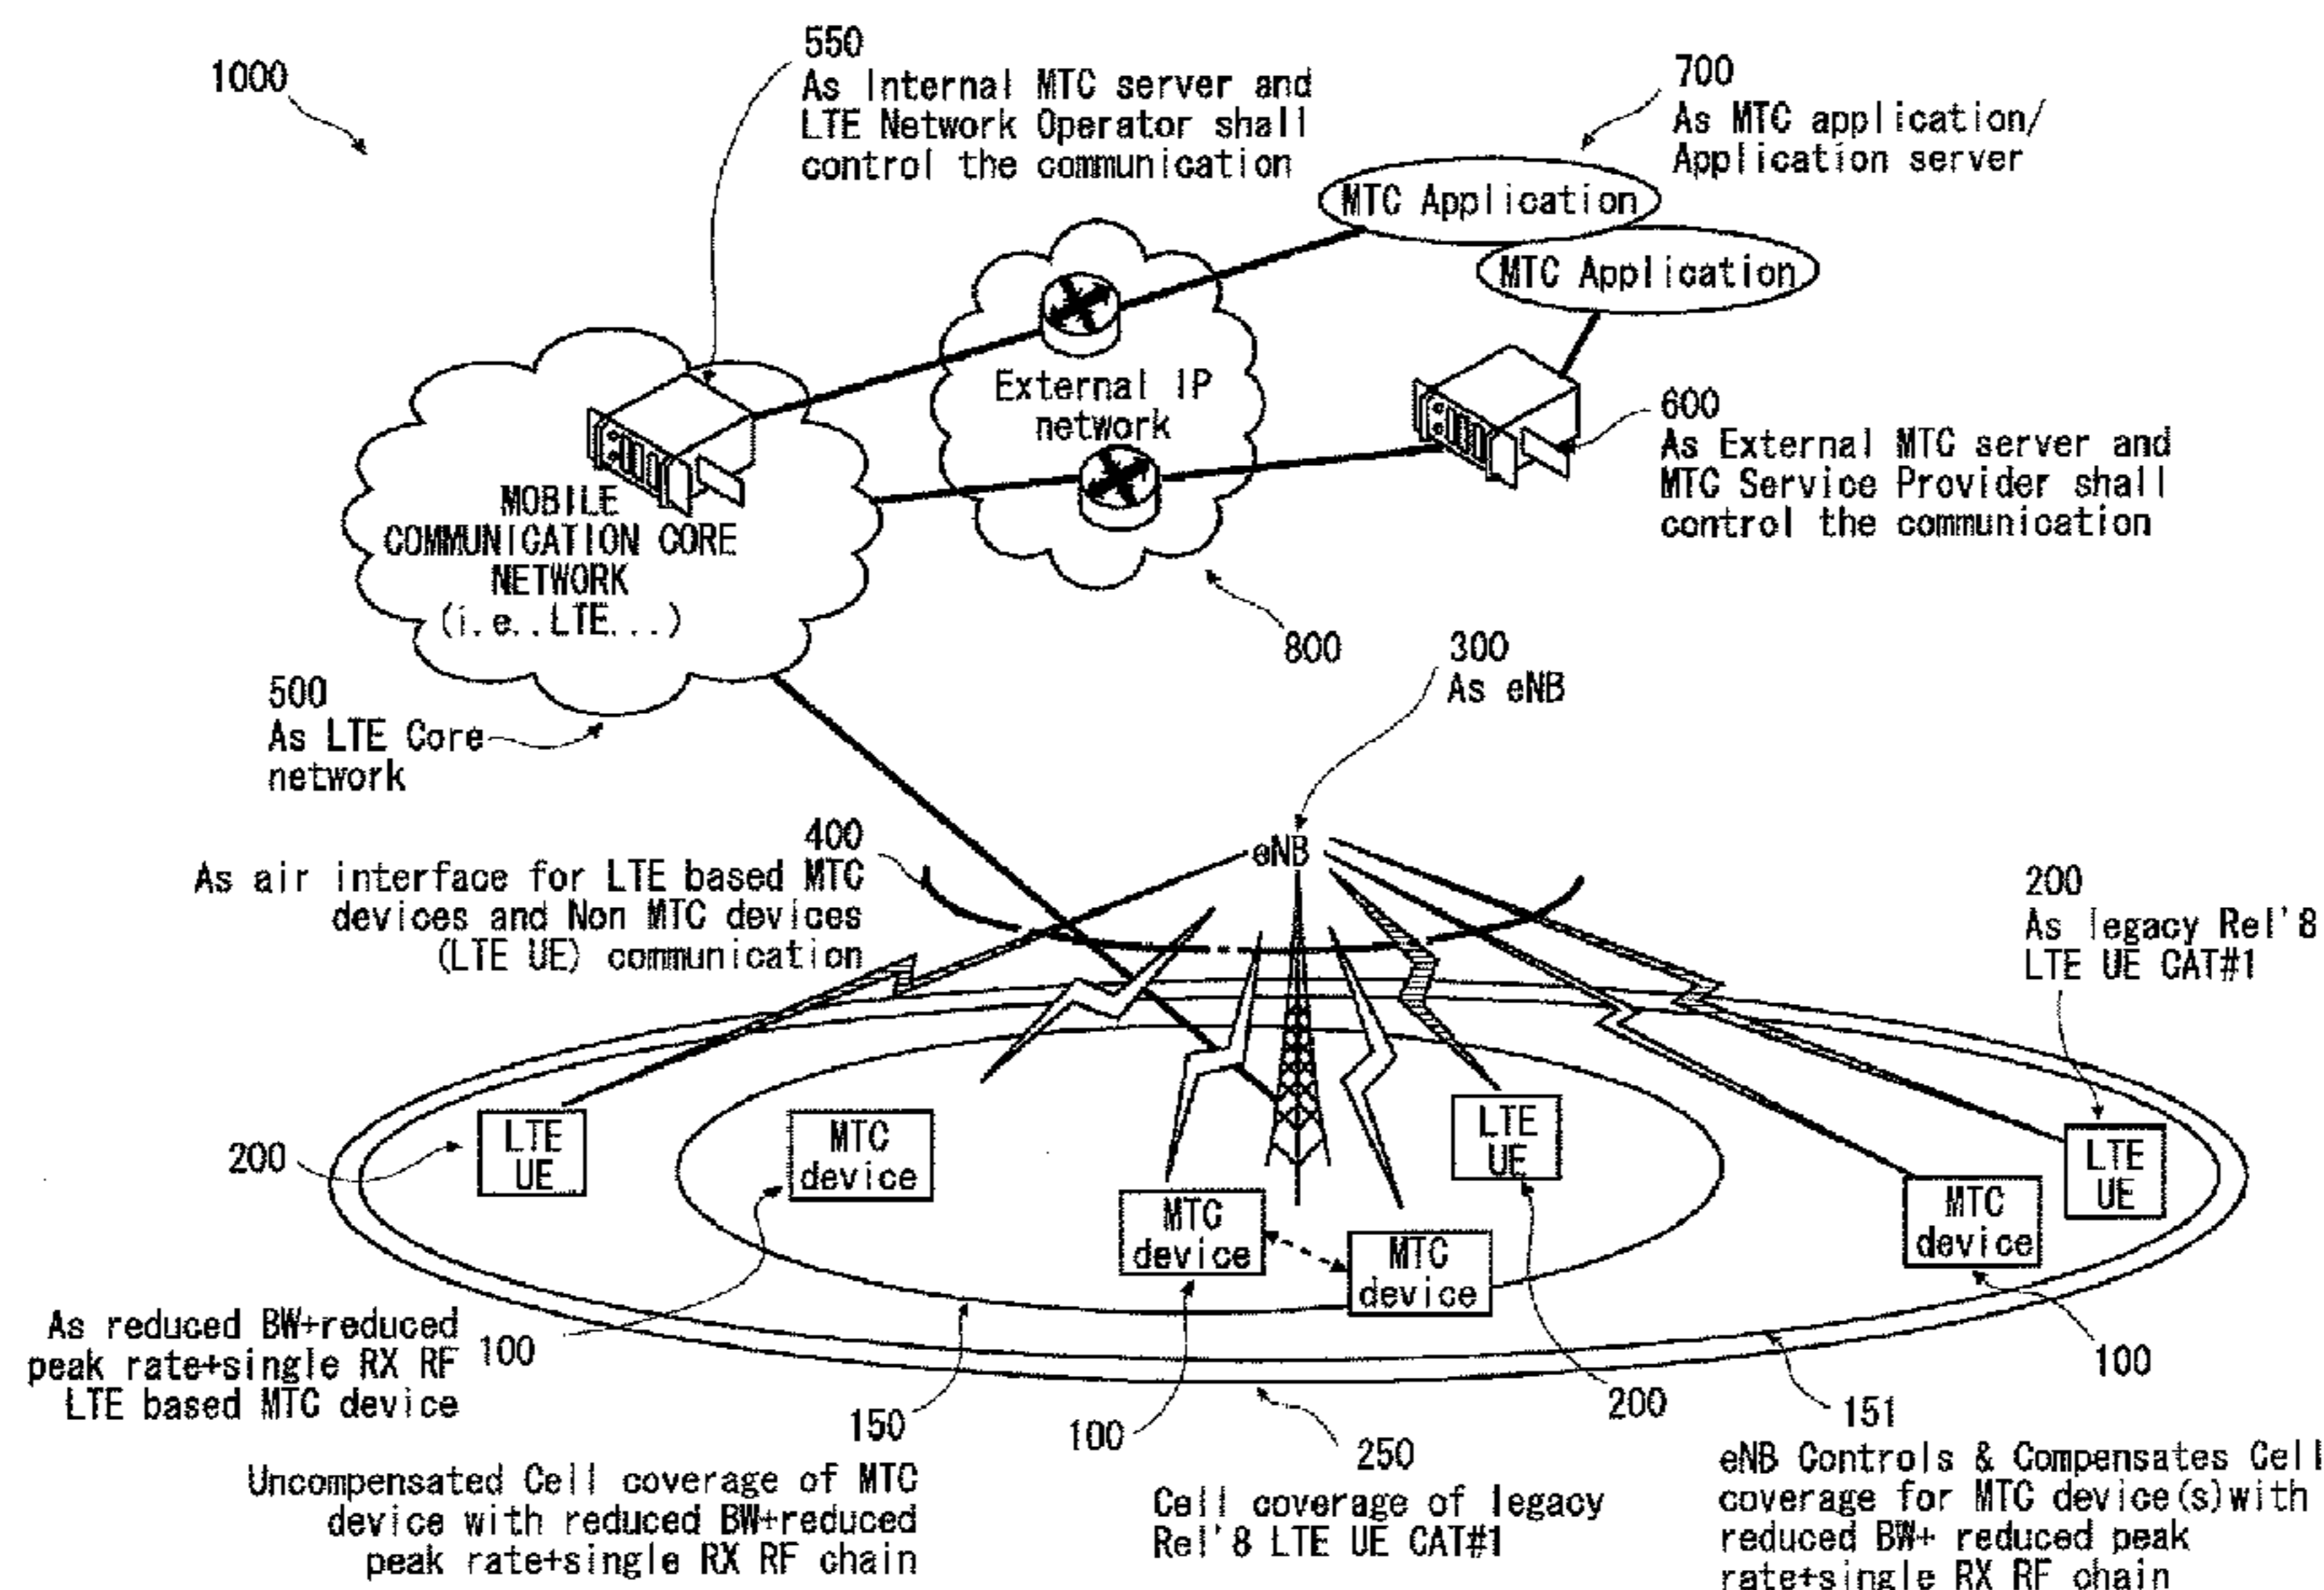 1000
550
As Internal MTC server and
LTE Network Operator shall
control the communication
700
As MTC application/
Application server
MTC Application
MTC Application
External IP
network
600
As External MTC server and
MTC Service Provider shall
control the communication
MOBILE
COMMUNICATION CORE
NETWORK
(i.e..LTE...)
800
500
As LTE Core
network
300
As eNB
400
As air interface for LTE based MTC
devices and Non MTC devices
(LTE UE) communication
eNB
200
As legacy Rel'8
LTE UE CAT#1
200
LTE
UE
MTC
device
MTC
device
MTC
device
LTE
UE
MTC
device
LTE
UE
As reduced BW+reduced
peak rate+single RX RF
LTE based MTC device
100
150
Uncompensated Cell coverage of MTC
device with reduced BW+reduced
peak rate+single RX RF chain
100
250
Cell coverage of legacy
Rel'8 LTE UE CAT#1
200
100
151
eNB Controls & Compensates Cell
coverage for MTC device(s)with
reduced BW+ reduced peak
rate+single RX RF chain